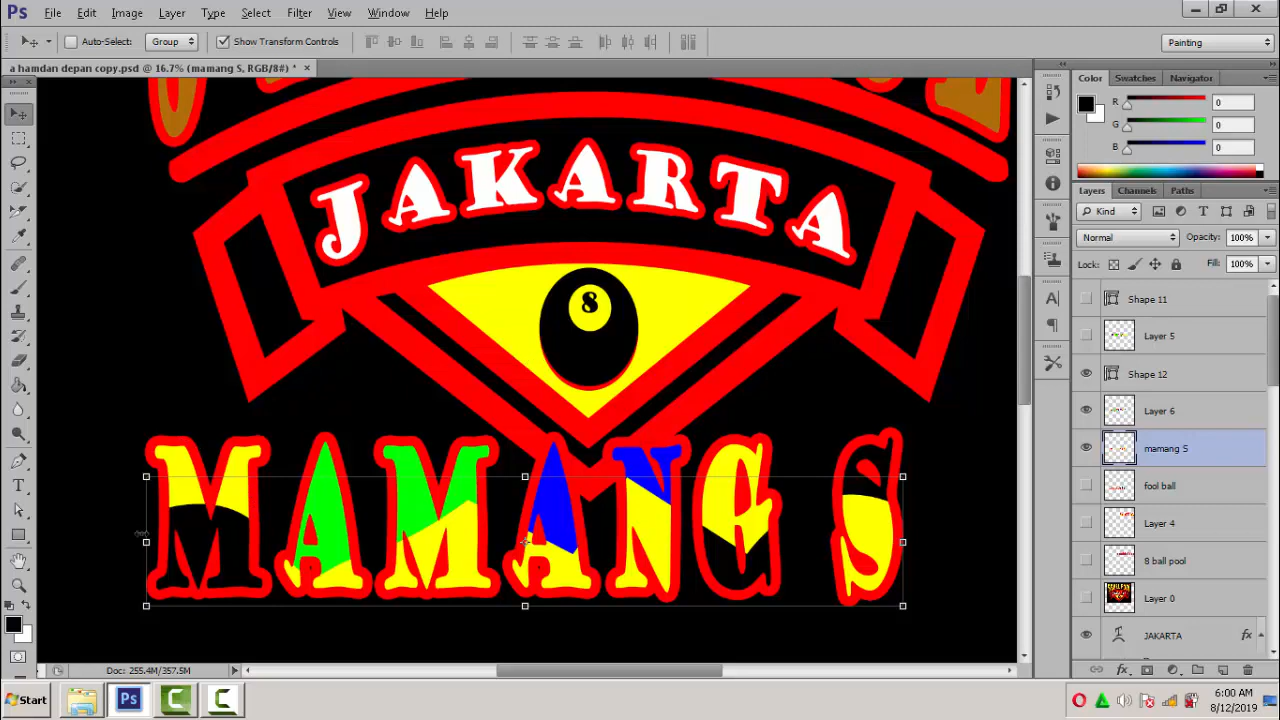 Ps File Edit Image Layer Type Select Filter View Window Help
Auto-Select: Group Show Transform Controls Painting
a hamdan depan copy.psd @ 16.7% (mamang S, RGB/8#) * ×
Color Swatches Navigator
R 0
G 0
B 0
Layers Channels Paths
Kind
Normal Opacity: 100%
Lock: Fill: 100%
Shape 11
Layer 5
Shape 12
Layer 6
mamang S
fool ball
Layer 4
8 ball pool
Layer 0
JAKARTA fx
JAKARTA
8
MAMANG S
Doc: 255.4M/357.5M
Start Ps C C 6:00 AM
8/12/2019